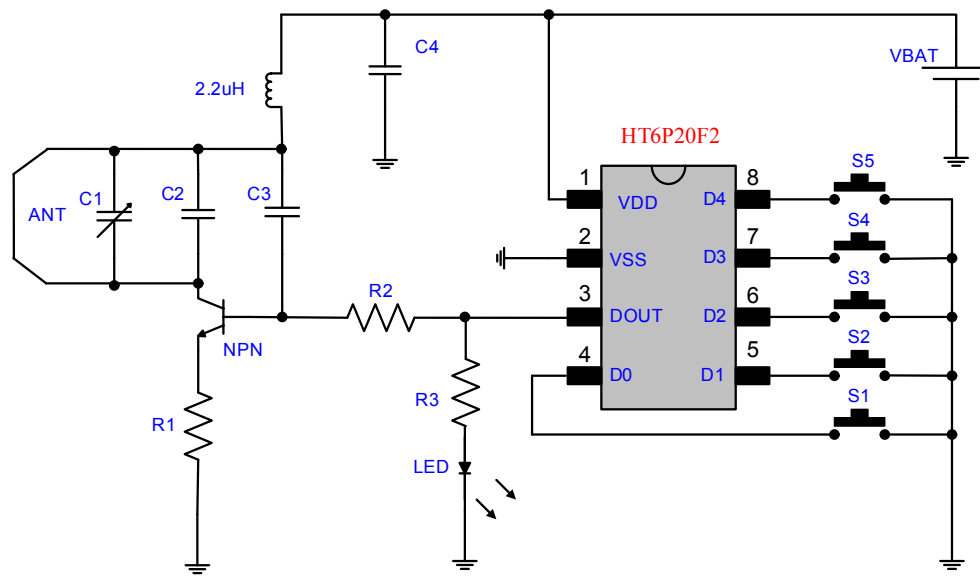 C4
VBAT
2.2uH
HT6P20F2
ANT
C1
C2
C3
1
VDD
D4
8
S5
2
VSS
D3
7
S4
3
DOUT
D2
6
S3
4
D0
D1
5
S2
S1
R2
NPN
R3
R1
LED